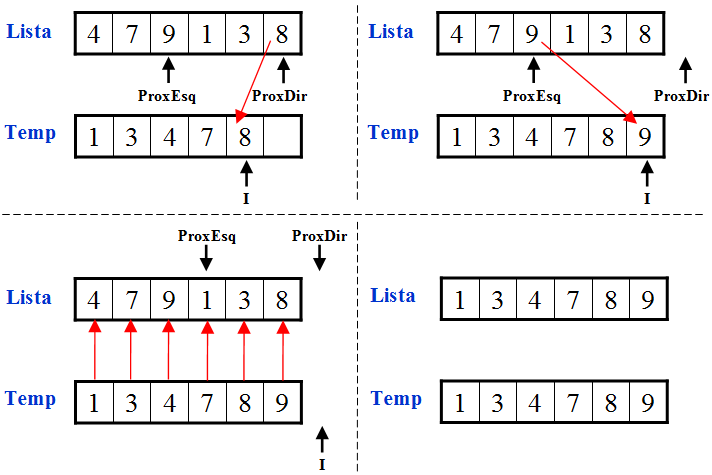 Lista 4 7 9 1 3 8
ProxEsq ProxDir
Temp 1 3 4 7 8
I
Lista 4 7 9 1 3 8
ProxEsq ProxDir
Temp 1 3 4 7 8 9
I
ProxEsq ProxDir
Lista 4 7 9 1 3 8
Temp 1 3 4 7 8 9
I
Lista 1 3 4 7 8 9
Temp 1 3 4 7 8 9